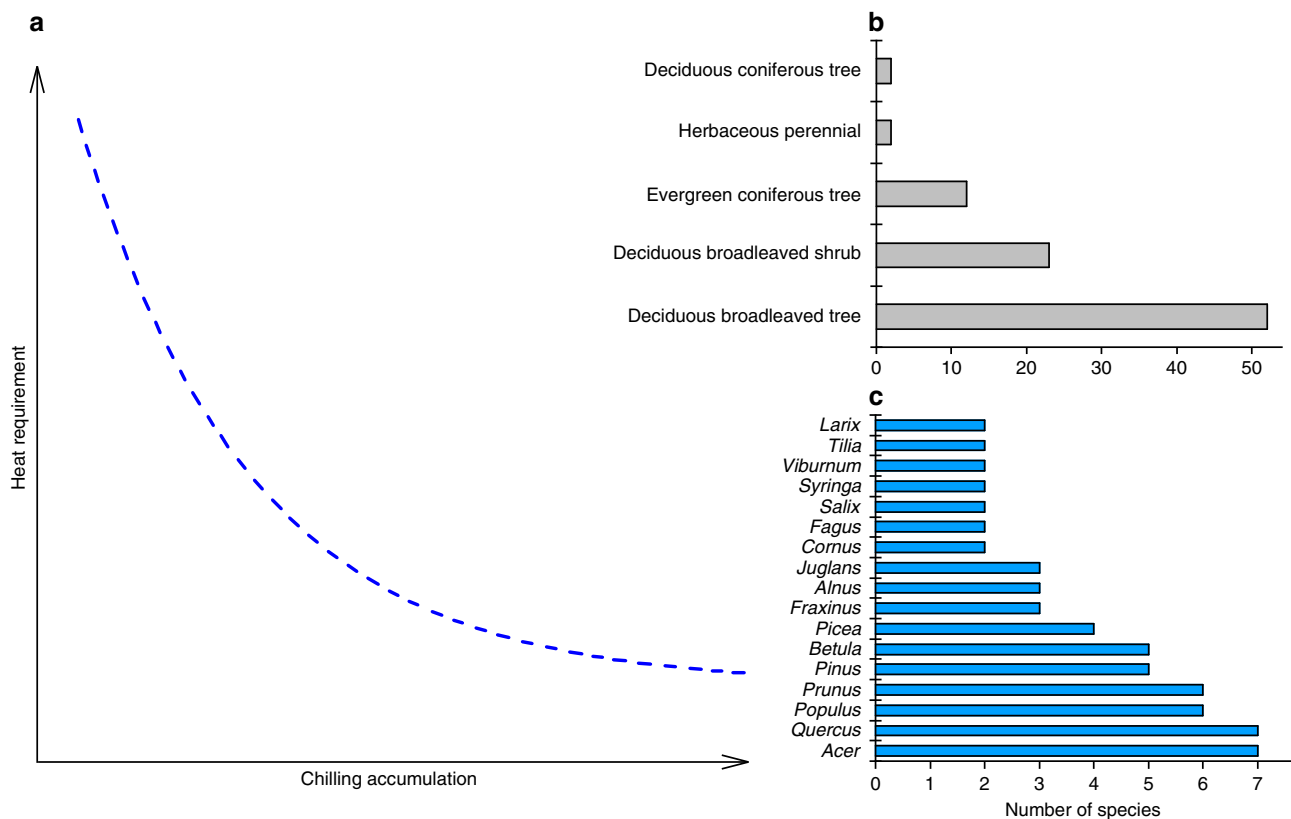 a
Heat requirement
Chilling accumulation
b
Deciduous coniferous tree
Herbaceous perennial
Evergreen coniferous tree
Deciduous broadleaved shrub
Deciduous broadleaved tree
0 10 20 30 40 50
c
Larix
Tilia
Viburnum
Syringa
Salix
Fagus
Cornus
Juglans
Alnus
Fraxinus
Picea
Betula
Pinus
Prunus
Populus
Quercus
Acer
0 1 2 3 4 5 6 7
Number of species